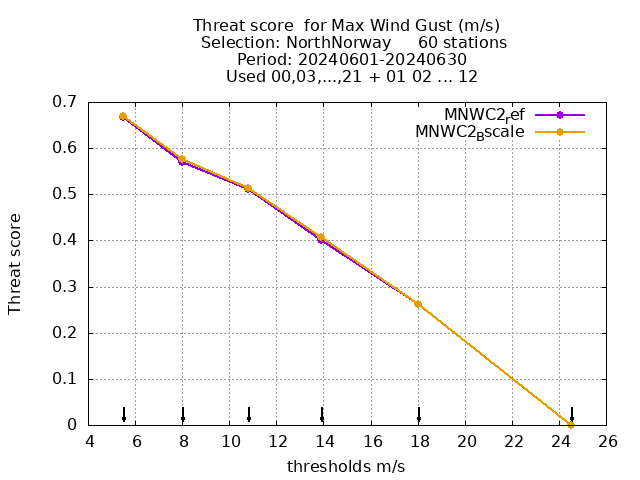 Threat score  for Max Wind Gust (m/s)
Selection: NorthNorway     60 stations
Period: 20240601-20240630
Used 00,03,...,21 + 01 02 ... 12
MNWC2ref
MNWC2Bscale
0.7
0.6
0.5
0.4
0.3
0.2
0.1
0
Threat score
4 6 8 10 12 14 16 18 20 22 24 26
thresholds m/s